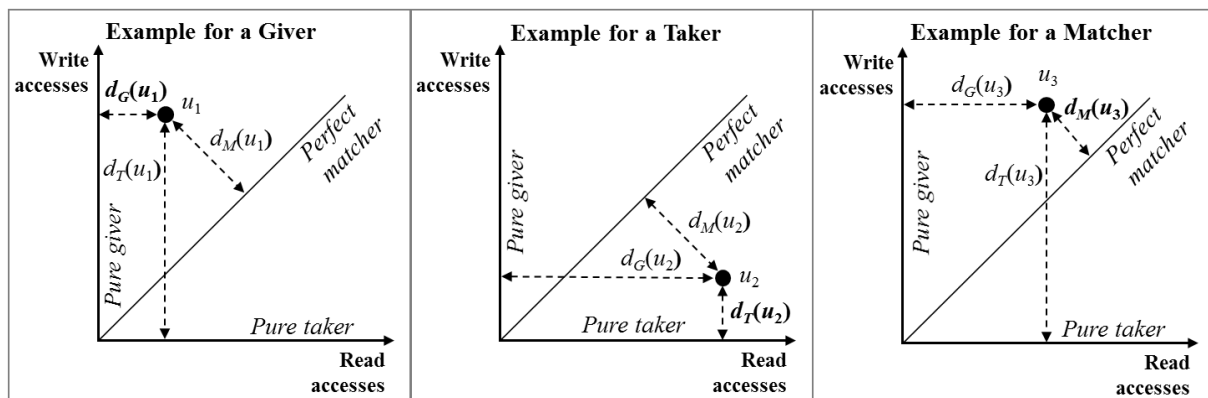 Example for a Giver
Write
accesses
d_G(u_1)
u_1
d_M(u_1)
d_T(u_1)
Perfect
matcher
Pure giver
Pure taker
Read
accesses
Example for a Taker
Write
accesses
Perfect
matcher
Pure giver
d_M(u_2)
d_G(u_2)
u_2
d_T(u_2)
Pure taker
Read
accesses
Example for a Matcher
Write
accesses
d_G(u_3)
u_3
d_M(u_3)
d_T(u_3)
Perfect
matcher
Pure giver
Pure taker
Read
accesses